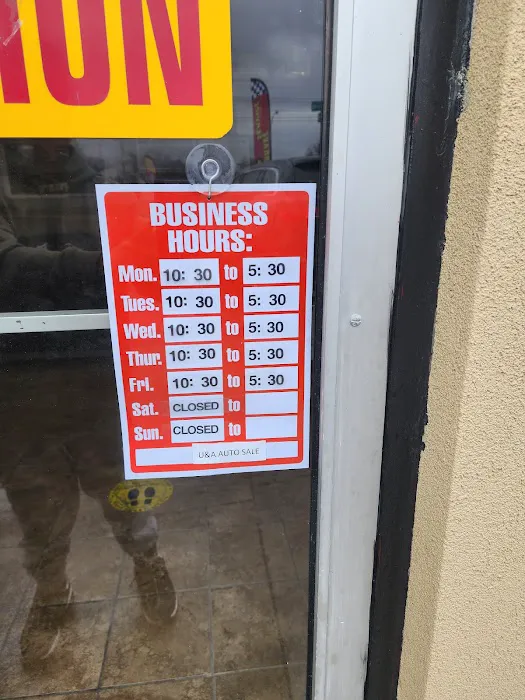 BUSINESS
HOURS:
Mon. 10: 30 to 5: 30
Tues. 10: 30 to 5: 30
Wed. 10: 30 to 5: 30
Thur. 10: 30 to 5: 30
Fri. 10: 30 to 5: 30
Sat. CLOSED to
Sun. CLOSED to
U&A AUTO SALE